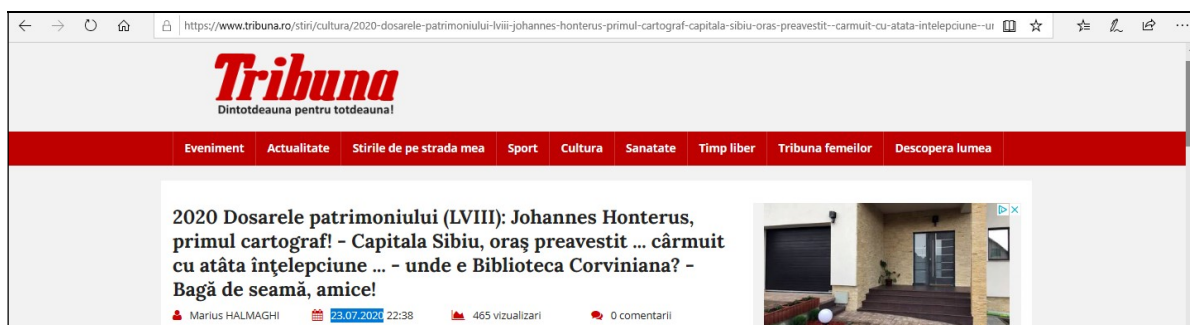 https://www.tribuna.ro/stiri/cultura/2020-dosarele-patrimoniului-lviii-johannes-honterus-primul-cartograf-capitala-sibiu-oras-preavestit--carmuit-cu-atata-intelepciune--ur
Tribuna
Dintotdeauna pentru totdeauna!
Eveniment Actualitate Stirile de pe strada mea Sport Cultura Sanatate Timp liber Tribuna femeilor Descopera lumea
2020 Dosarele patrimoniului (LVIII): Johannes Honterus,
primul cartograf! - Capitala Sibiu, oraş preavestit ... cârmuit
cu atâta înţelepciune ... - unde e Biblioteca Corviniana? -
Bagă de seamă, amice!
Marius HALMAGHI 23.07.2020 22:38 465 vizualizari 0 comentarii